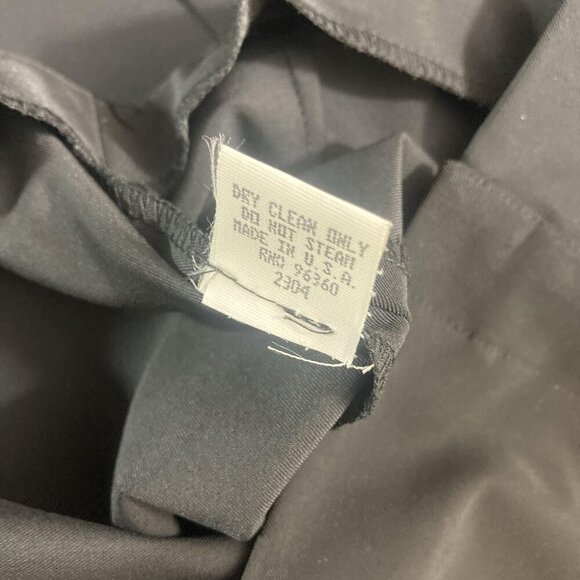 DRY CLEAN ONLY
DO NOT STEAM
MADE IN U.S.A.
RN# 96360
2304